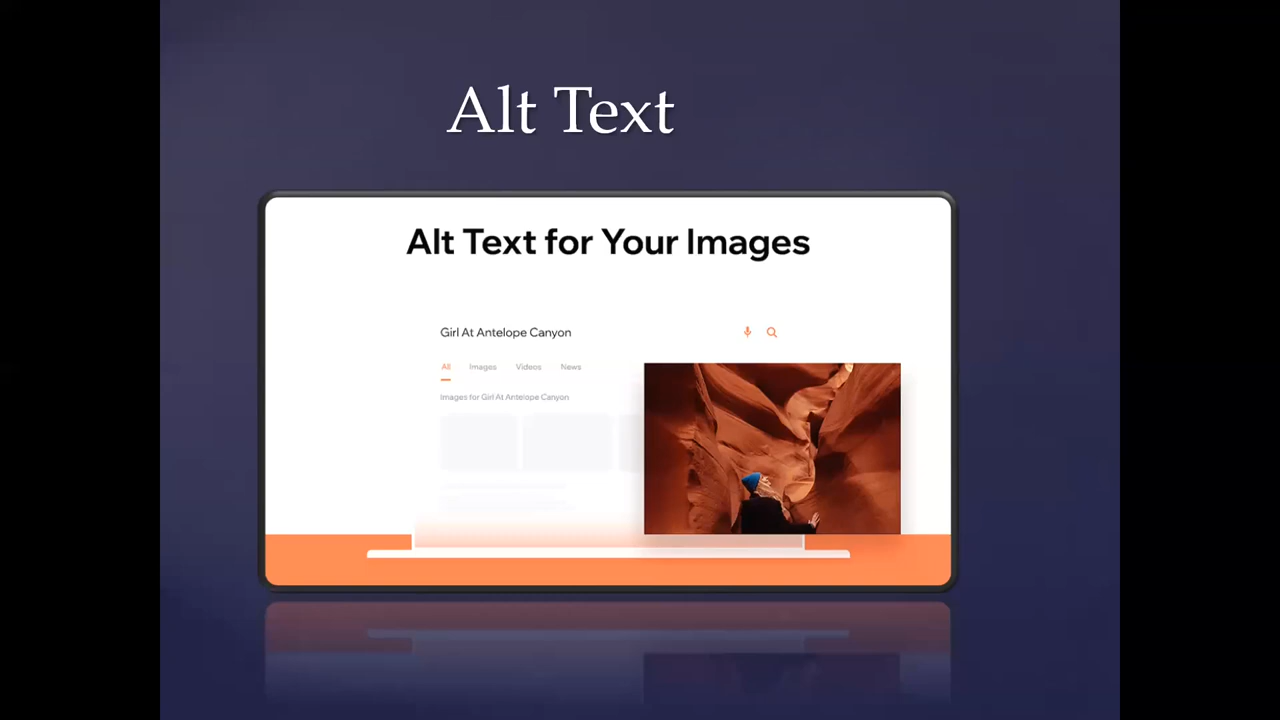 Alt Text
Alt Text for Your Images
Girl At Antelope Canyon
All Images Videos News
Images for Girl At Antelope Canyon